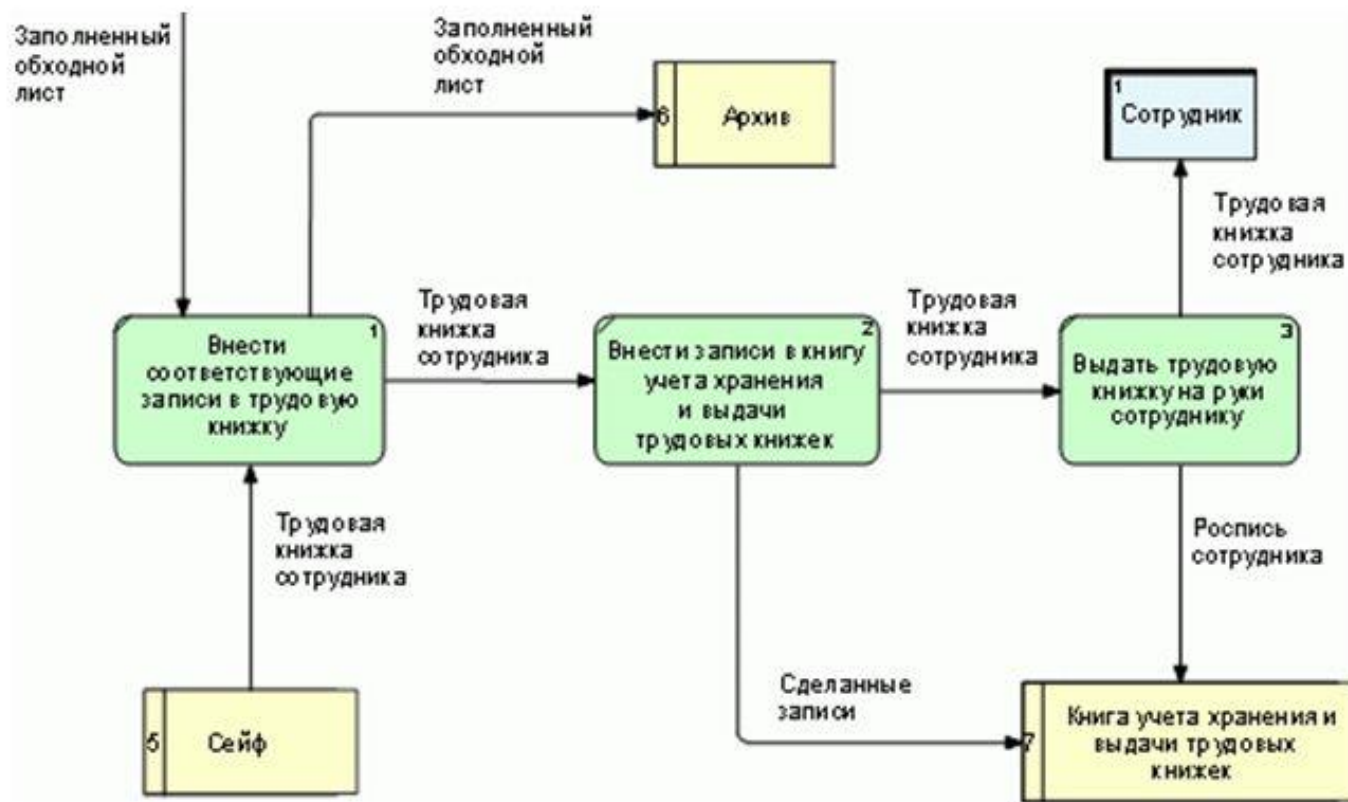 Заполненный
обходной
лист
Заполненный
обходной
лист
6
Архив
1
Сотрудник
Трудовая
книжка
сотрудника
1
Внести
соответствующие
записи в трудовую
книжку
Трудовая
книжка
сотрудника
2
Внести записи в книгу
учета хранения
и выдачи
трудовых книжек
Трудовая
книжка
сотрудника
3
Выдать трудовую
книжку на руки
сотруднику
Трудовая
книжка
сотрудника
Роспись
сотрудника
5
Сейф
Сделанные
записи
7
Книга учета хранения и
выдачи трудовых
книжек